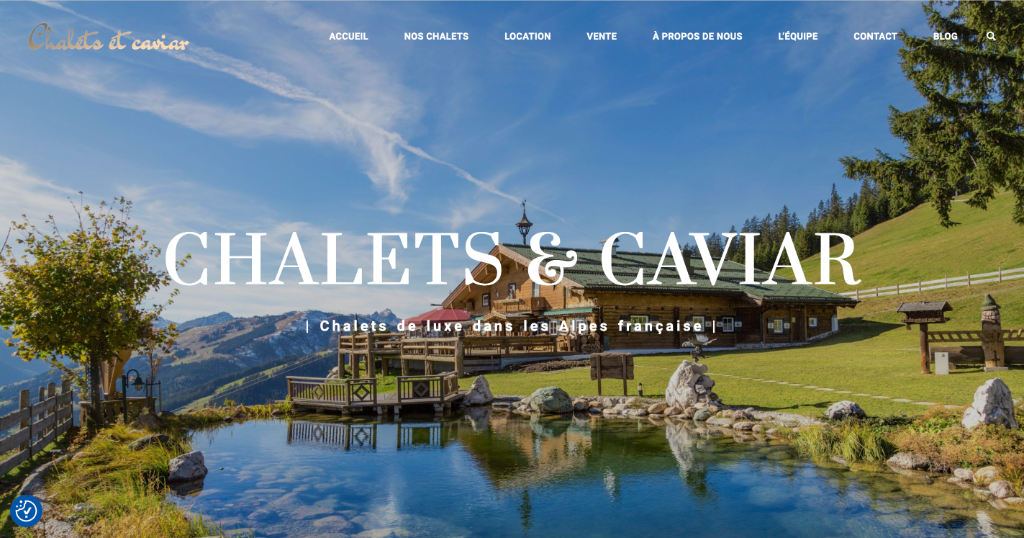 Chalets et caviar
ACCUEIL NOS CHALETS LOCATION VENTE À PROPOS DE NOUS L'ÉQUIPE CONTACT BLOG
CHALETS & CAVIAR
| Chalets de luxe dans les Alpes française